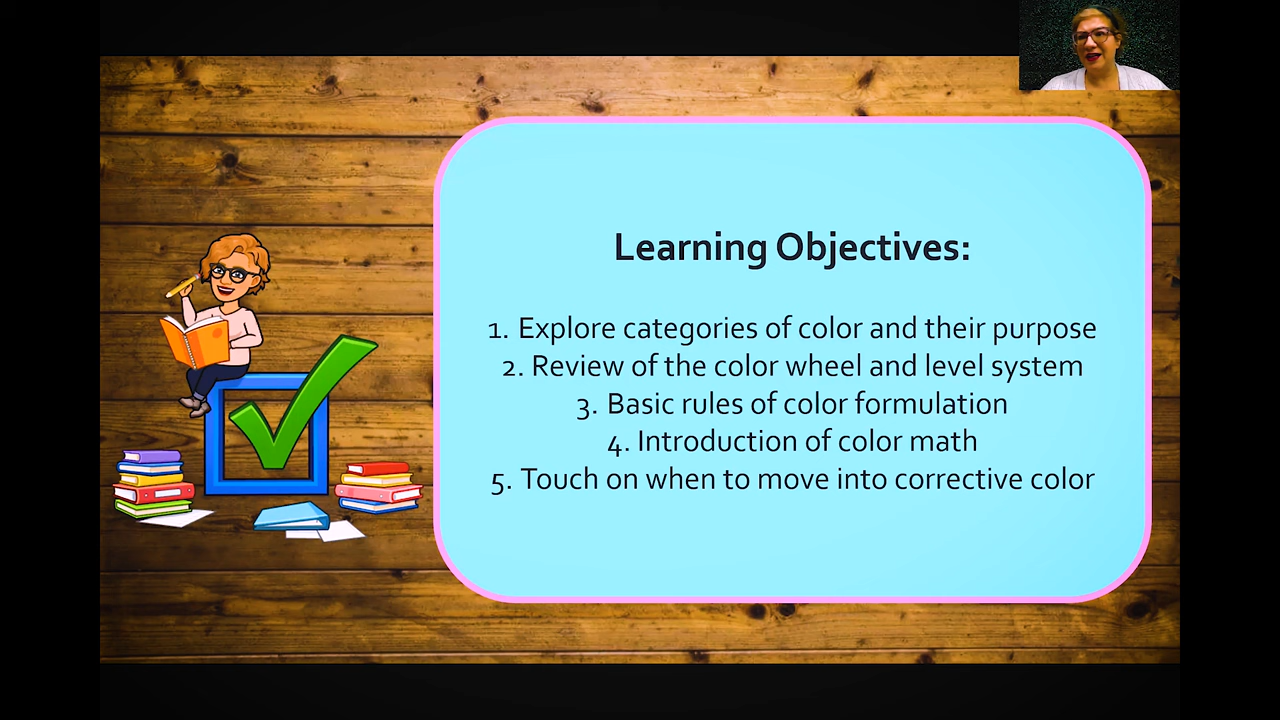 Learning Objectives:
1. Explore categories of color and their purpose
2. Review of the color wheel and level system
3. Basic rules of color formulation
4. Introduction of color math
5. Touch on when to move into corrective color